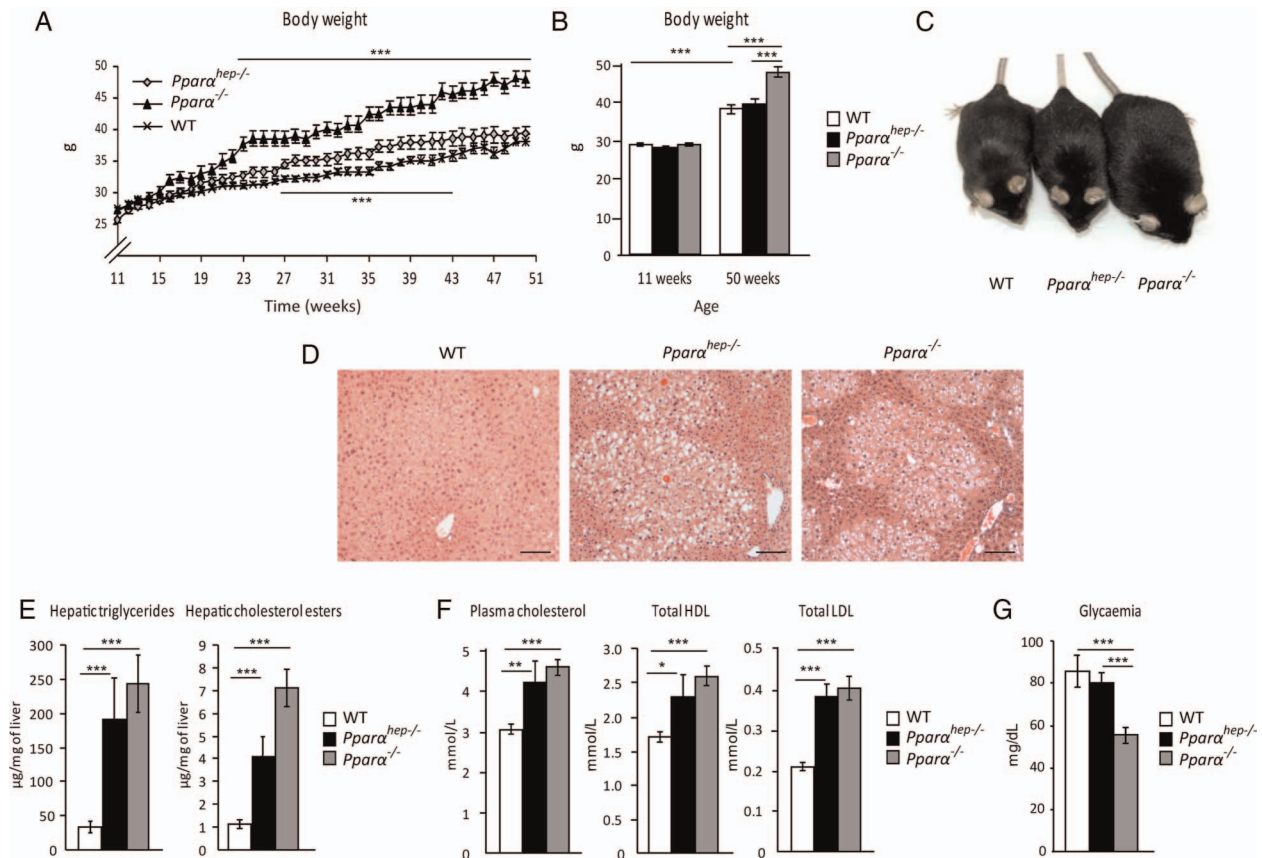 A
Body weight
***
50
45
40
35
30
25
g
Pparα^hep-/-
Pparα^-/-
WT
***
11 15 19 23 27 31 35 39 43 47 51
Time (weeks)
B
Body weight
***
***
***
50
40
30
20
10
0
g
11 weeks 50 weeks
Age
WT
Pparα^hep-/-
Pparα^-/-
C
WT Pparα^hep-/- Pparα^-/-
D
WT Pparα^hep-/- Pparα^-/-
E
Hepatic triglycerides
***
***
300
250
200
150
100
50
0
µg/mg of liver
Hepatic cholesterol esters
***
***
9
8
7
6
5
4
3
2
1
0
µg/mg of liver
WT
Pparα^hep-/-
Pparα^-/-
F
Plasma cholesterol
***
**
5
4
3
2
1
0
mmol/L
Total HDL
***
*
3.0
2.5
2.0
1.5
1.0
0.5
0.0
mmol/L
Total LDL
***
***
0.5
0.4
0.3
0.2
0.1
0
mmol/L
WT
Pparα^hep-/-
Pparα^-/-
G
Glycaemia
***
***
100
80
60
40
20
0
mg/dL
WT
Pparα^hep-/-
Pparα^-/-